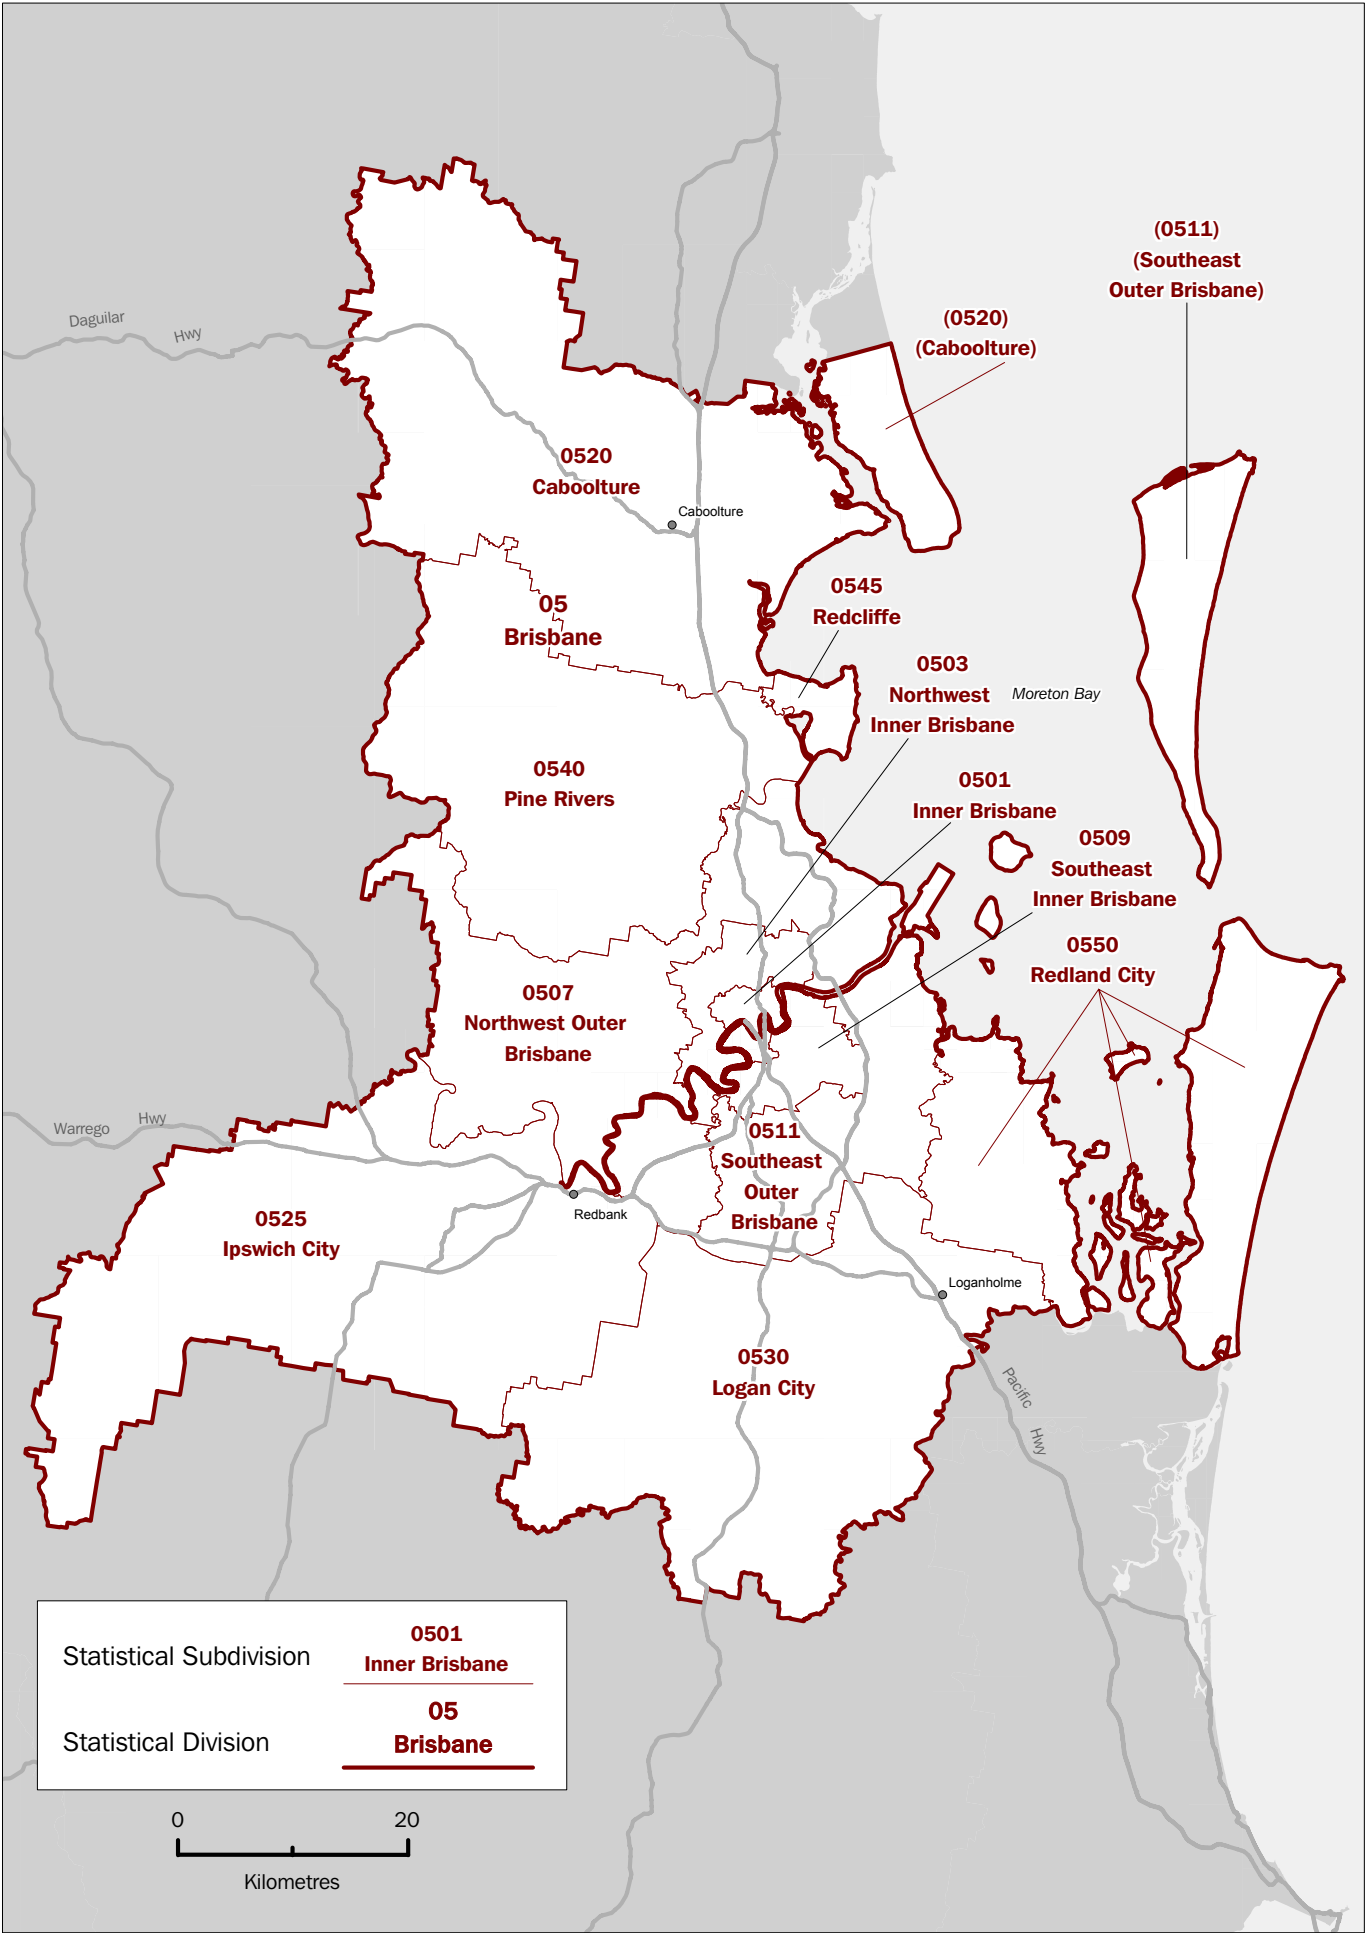 (0511)
(Southeast
Outer Brisbane)
(0520)
(Caboolture)
Daguilar
Hwy
0520
Caboolture
Caboolture
0545
Redcliffe
05
Brisbane
0503
Northwest
Inner Brisbane
Moreton Bay
0540
Pine Rivers
0501
Inner Brisbane
0509
Southeast
Inner Brisbane
0550
Redland City
0507
Northwest Outer
Brisbane
Warrego
Hwy
0511
Southeast
Outer
Brisbane
Redbank
0525
Ipswich City
Loganholme
0530
Logan City
Pacific
Hwy
Statistical Subdivision
0501
Inner Brisbane
Statistical Division
05
Brisbane
0
20
Kilometres